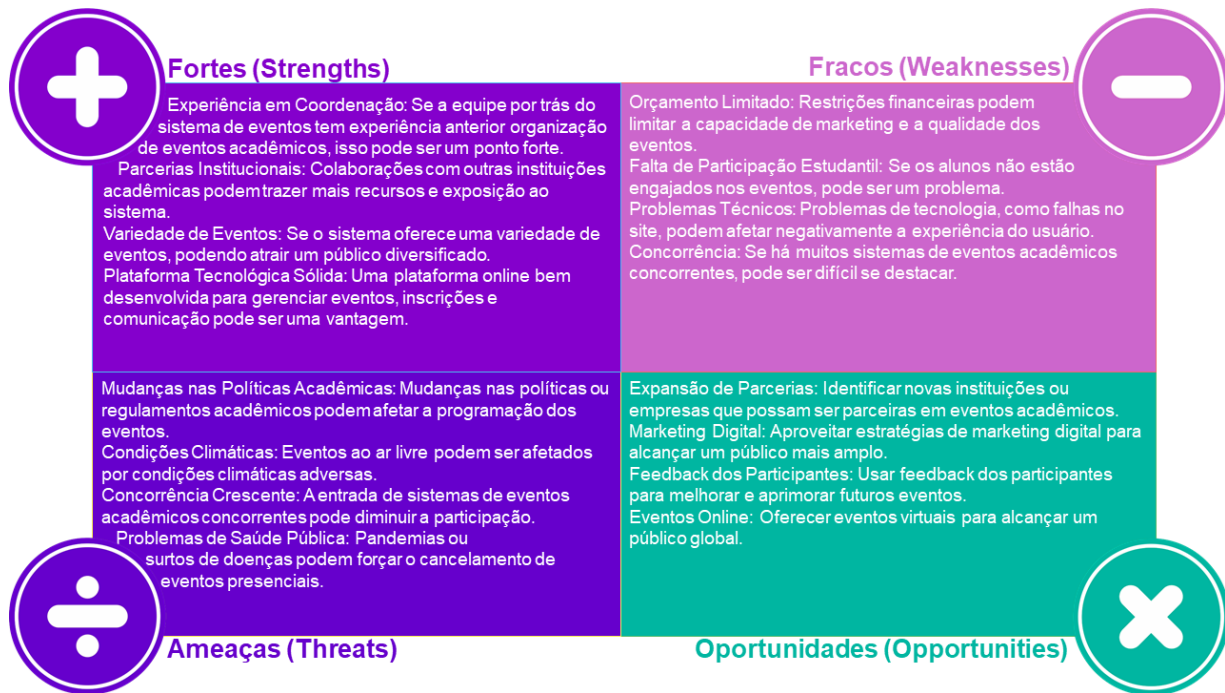 Fortes (Strengths)
Experiência em Coordenação: Se a equipe por trás do
sistema de eventos tem experiência anterior organização
de eventos acadêmicos, isso pode ser um ponto forte.
Parcerias Institucionais: Colaborações com outras instituições
acadêmicas podem trazer mais recursos e exposição ao
sistema.
Variedade de Eventos: Se o sistema oferece uma variedade de
eventos, podendo atrair um público diversificado.
Plataforma Tecnológica Sólida: Uma plataforma online bem
desenvolvida para gerenciar eventos, inscrições e
comunicação pode ser uma vantagem.
Fracos (Weaknesses)
Orçamento Limitado: Restrições financeiras podem
limitar a capacidade de marketing e a qualidade dos
eventos.
Falta de Participação Estudantil: Se os alunos não estão
engajados nos eventos, pode ser um problema.
Problemas Técnicos: Problemas de tecnologia, como falhas no
site, podem afetar negativamente a experiência do usuário.
Concorrência: Se há muitos sistemas de eventos acadêmicos
concorrentes, pode ser difícil se destacar.
Mudanças nas Políticas Acadêmicas: Mudanças nas políticas ou
regulamentos acadêmicos podem afetar a programação dos
eventos.
Condições Climáticas: Eventos ao ar livre podem ser afetados
por condições climáticas adversas.
Concorrência Crescente: A entrada de sistemas de eventos
acadêmicos concorrentes pode diminuir a participação.
Problemas de Saúde Pública: Pandemias ou
surtos de doenças podem forçar o cancelamento de
eventos presenciais.
Ameaças (Threats)
Expansão de Parcerias: Identificar novas instituições ou
empresas que possam ser parceiras em eventos acadêmicos.
Marketing Digital: Aproveitar estratégias de marketing digital para
alcançar um público mais amplo.
Feedback dos Participantes: Usar feedback dos participantes
para melhorar e aprimorar futuros eventos.
Eventos Online: Oferecer eventos virtuais para alcançar um
público global.
Oportunidades (Opportunities)